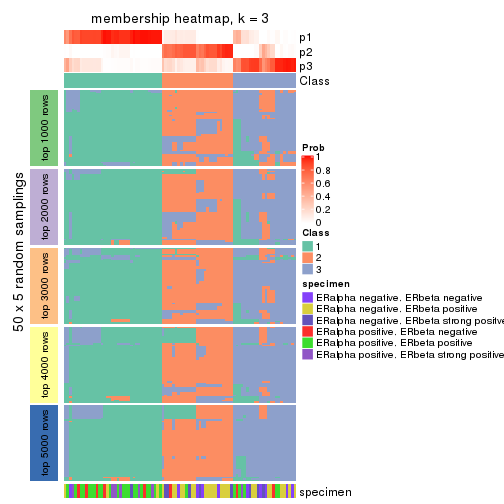 membership heatmap, k = 3
p1
p2
p3
Class
50 x 5 random samplings
top 1000 rows
top 2000 rows
top 3000 rows
top 4000 rows
top 5000 rows
Prob
1
0.8
0.6
0.4
0.2
0
Class
1
2
3
specimen
ERalpha negative. ERbeta negative
ERalpha negative. ERbeta positive
ERalpha negative. ERbeta strong positive
ERalpha positive. ERbeta negative
ERalpha positive. ERbeta positive
ERalpha positive. ERbeta strong positive
specimen